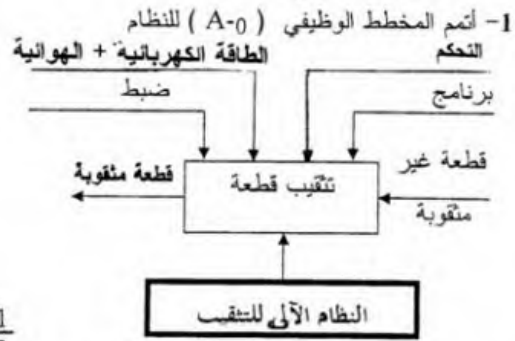 1- أتمم المخطط الوظيفي ( A-0 ) للنظام
التحكم
الطاقة الكهربائية + الهوائية
برنامج
ضبط
قطعة غير
مثقوبة
تثقيب قطعة
قطعة مثقوبة
النظام الآلي للتثقيب
1